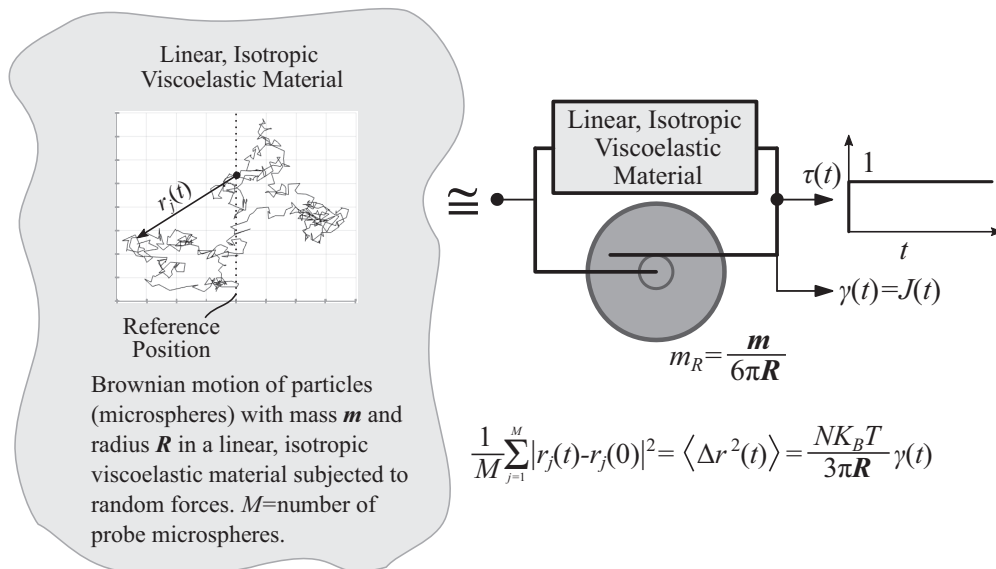 Linear, Isotropic
Viscoelastic Material
r_j(t)
Reference
Position
Brownian motion of particles
(microspheres) with mass m and
radius R in a linear, isotropic
viscoelastic material subjected to
random forces. M=number of
probe microspheres.
≅
Linear, Isotropic
Viscoelastic
Material
τ(t)
1
t
γ(t)=J(t)
m_R = m/6πR
1/M ∑_{j=1}^{M} |r_j(t)-r_j(0)|² = ⟨Δr²(t)⟩ = NK_BT/3πR γ(t)